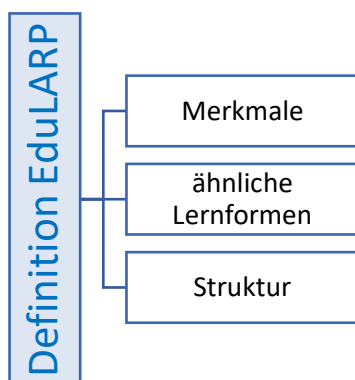 Definition EduLARP
Merkmale
ähnliche
Lernformen
Struktur